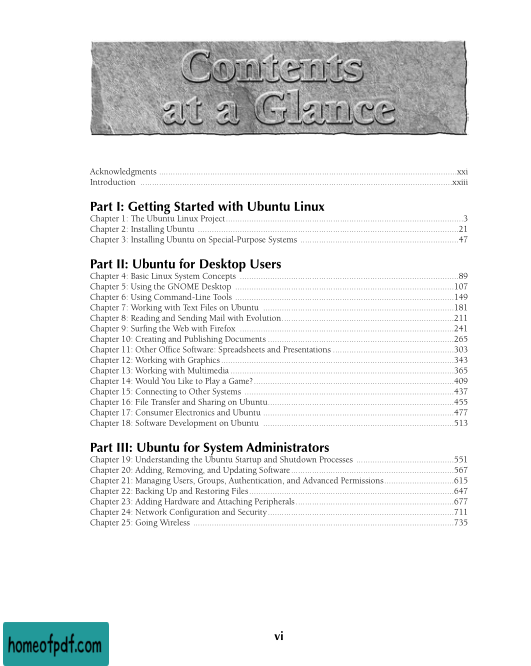 Contents
at a Glance
Acknowledgments ......................................................................................................xxi
Introduction ......................................................................................................xxiii
Part I: Getting Started with Ubuntu Linux
Chapter 1: The Ubuntu Linux Project......................................................................3
Chapter 2: Installing Ubuntu ......................................................................21
Chapter 3: Installing Ubuntu on Special-Purpose Systems ......................................................47
Part II: Ubuntu for Desktop Users
Chapter 4: Basic Linux System Concepts ......................................................................89
Chapter 5: Using the GNOME Desktop ......................................................................107
Chapter 6: Using Command-Line Tools ......................................................................149
Chapter 7: Working with Text Files on Ubuntu ..............................................................181
Chapter 8: Reading and Sending Mail with Evolution......................................................211
Chapter 9: Surfing the Web with Firefox ......................................................................241
Chapter 10: Creating and Publishing Documents..............................................................265
Chapter 11: Other Office Software: Spreadsheets and Presentations ......................................303
Chapter 12: Working with Graphics......................................................................343
Chapter 13: Working with Multimedia ......................................................................365
Chapter 14: Would You Like to Play a Game?..............................................................409
Chapter 15: Connecting to Other Systems ......................................................................437
Chapter 16: File Transfer and Sharing on Ubuntu..............................................................455
Chapter 17: Consumer Electronics and Ubuntu ..............................................................477
Chapter 18: Software Development on Ubuntu ..............................................................513
Part III: Ubuntu for System Administrators
Chapter 19: Understanding the Ubuntu Startup and Shutdown Processes ..............................551
Chapter 20: Adding, Removing, and Updating Software ......................................................567
Chapter 21: Managing Users, Groups, Authentication, and Advanced Permissions......................615
Chapter 22: Backing Up and Restoring Files ..............................................................647
Chapter 23: Adding Hardware and Attaching Peripherals......................................................677
Chapter 24: Network Configuration and Security..............................................................711
Chapter 25: Going Wireless ......................................................................735
vi
homeofpdf.com